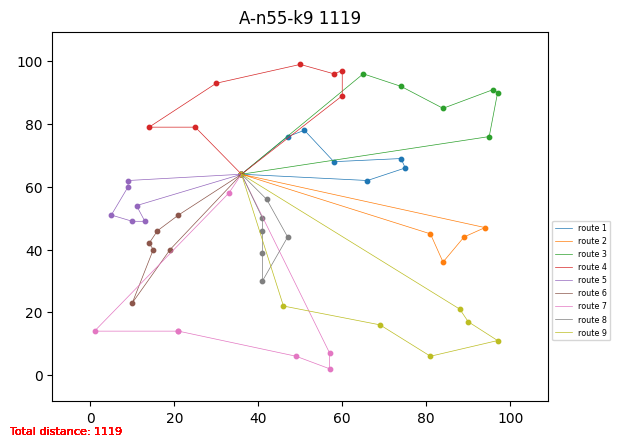 A-n55-k9 1119
100
80
60
40
20
0
0 20 40 60 80 100
route 1
route 2
route 3
route 4
route 5
route 6
route 7
route 8
route 9
Total distance: 1119